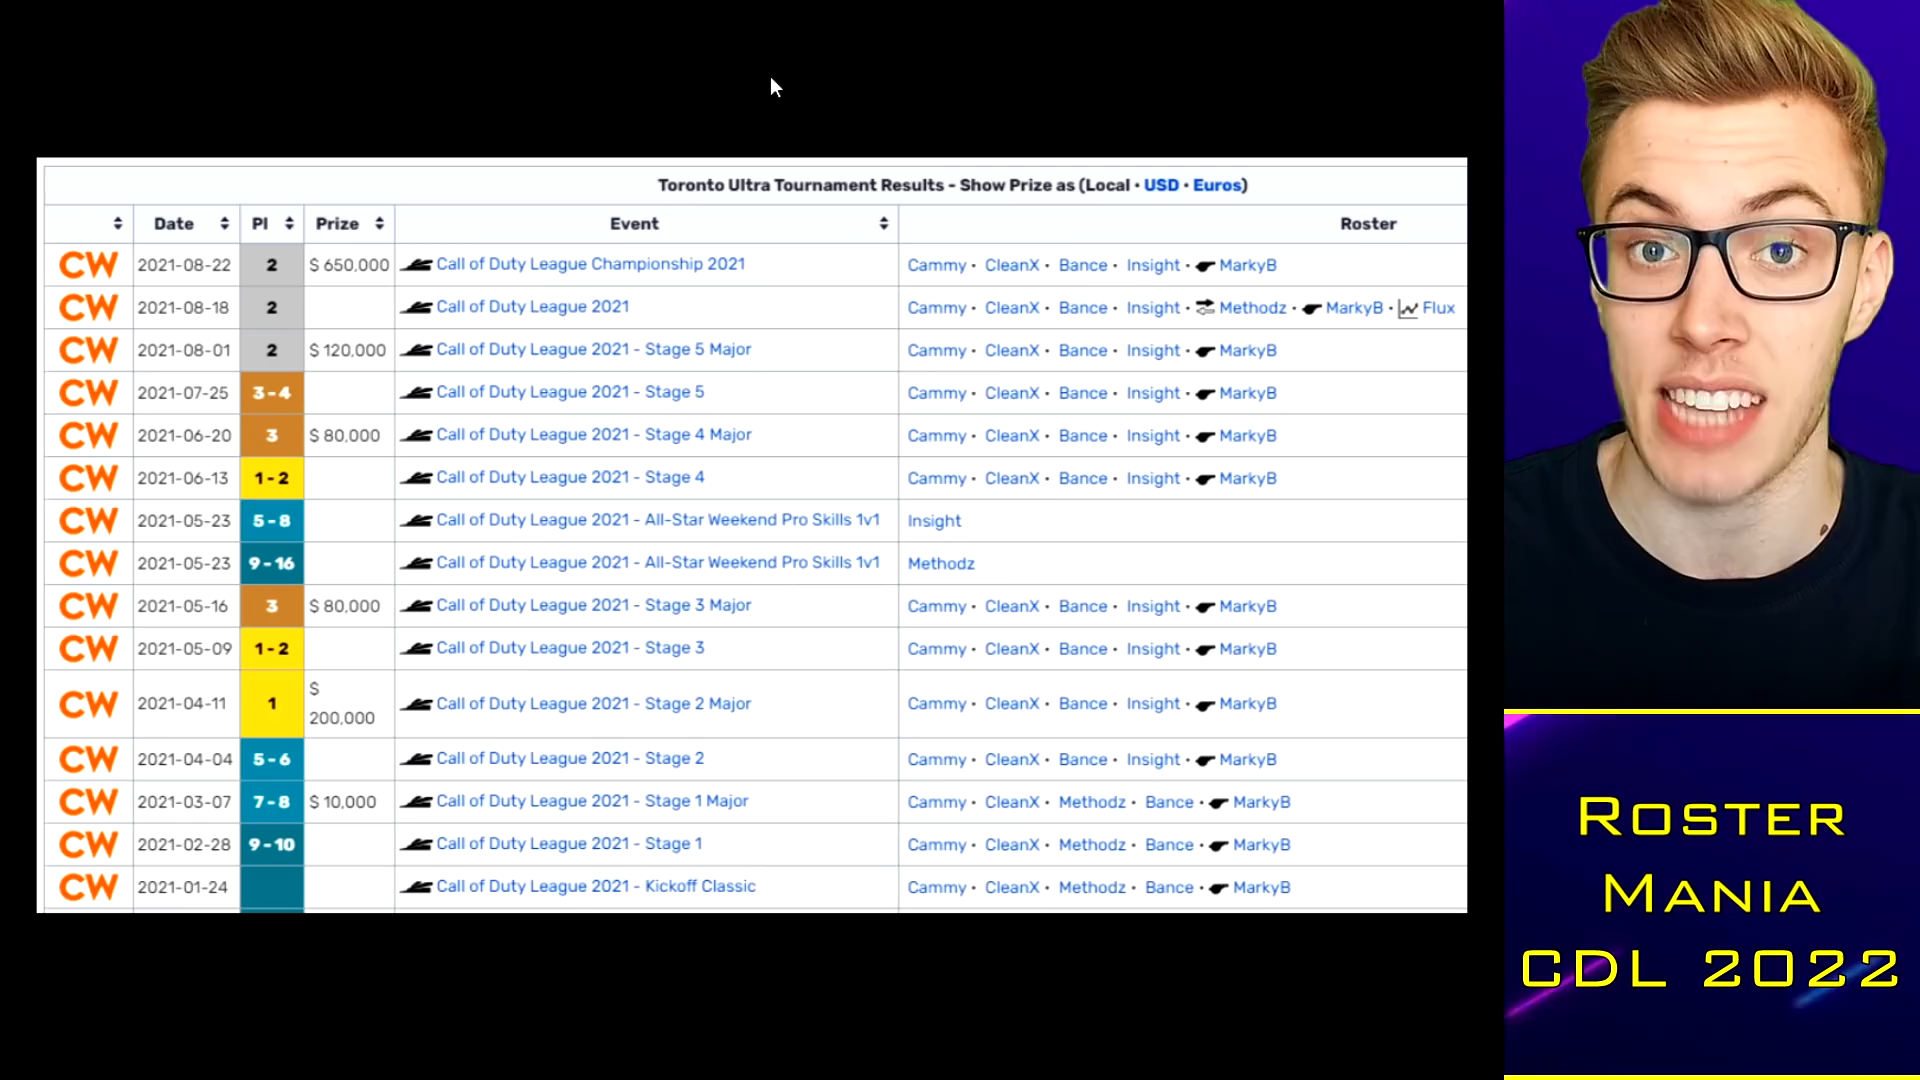 Toronto Ultra Tournament Results - Show Prize as (Local • USD • Euros)
Date Pl Prize Event Roster
CW 2021-08-22 2 $ 650,000 Call of Duty League Championship 2021 Cammy • CleanX • Bance • Insight • MarkyB
CW 2021-08-18 2 Call of Duty League 2021 Cammy • CleanX • Bance • Insight • Methodz • MarkyB • Flux
CW 2021-08-01 2 $ 120,000 Call of Duty League 2021 - Stage 5 Major Cammy • CleanX • Bance • Insight • MarkyB
CW 2021-07-25 3 - 4 Call of Duty League 2021 - Stage 5 Cammy • CleanX • Bance • Insight • MarkyB
CW 2021-06-20 3 $ 80,000 Call of Duty League 2021 - Stage 4 Major Cammy • CleanX • Bance • Insight • MarkyB
CW 2021-06-13 1 - 2 Call of Duty League 2021 - Stage 4 Cammy • CleanX • Bance • Insight • MarkyB
CW 2021-05-23 5 - 8 Call of Duty League 2021 - All-Star Weekend Pro Skills 1v1 Insight
CW 2021-05-23 9 - 16 Call of Duty League 2021 - All-Star Weekend Pro Skills 1v1 Methodz
CW 2021-05-16 3 $ 80,000 Call of Duty League 2021 - Stage 3 Major Cammy • CleanX • Bance • Insight • MarkyB
CW 2021-05-09 1 - 2 Call of Duty League 2021 - Stage 3 Cammy • CleanX • Bance • Insight • MarkyB
CW 2021-04-11 1 $ 200,000 Call of Duty League 2021 - Stage 2 Major Cammy • CleanX • Bance • Insight • MarkyB
CW 2021-04-04 5 - 6 Call of Duty League 2021 - Stage 2 Cammy • CleanX • Bance • Insight • MarkyB
CW 2021-03-07 7 - 8 $ 10,000 Call of Duty League 2021 - Stage 1 Major Cammy • CleanX • Methodz • Bance • MarkyB
CW 2021-02-28 9 - 10 Call of Duty League 2021 - Stage 1 Cammy • CleanX • Methodz • Bance • MarkyB
CW 2021-01-24 Call of Duty League 2021 - Kickoff Classic Cammy • CleanX • Methodz • Bance • MarkyB
ROSTER
MANIA
CDL 2022